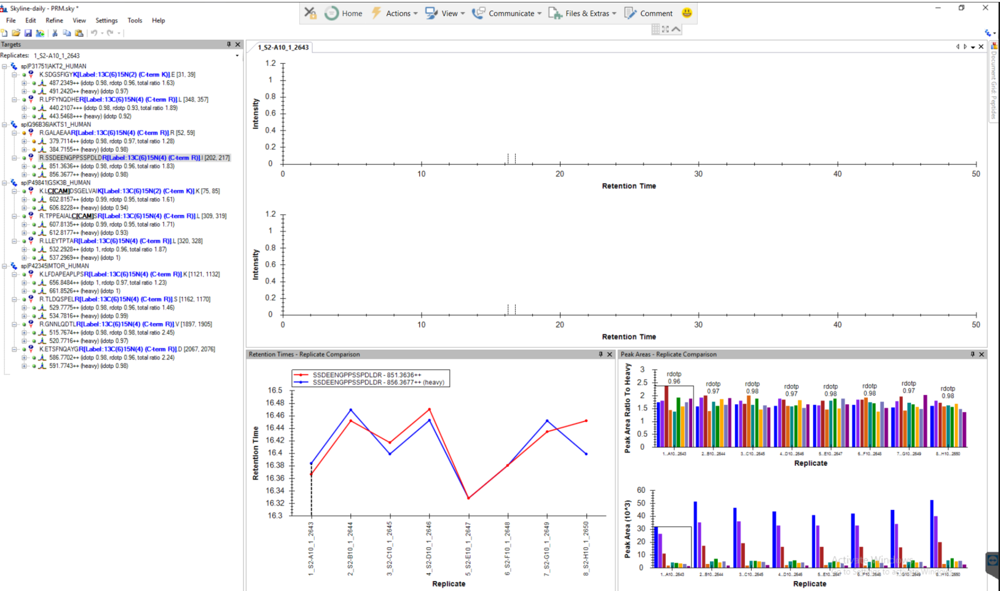 Skyline-daily - PRM.sky *
Home Actions View Communicate Files & Extras Comment
File Edit Refine View Settings Tools Help
Targets
Replicates: 1_S2-A10_1_2643
sp|P31751|AKT2_HUMAN
K.SDGSFIGYK[Label:13C(6)15N(2) (C-term K)].E [31, 39]
487.2349++ (idotp 0.98, rdotp 0.96, total ratio 1.63)
491.2420++ (heavy) (idotp 0.97)
R.LPFYNQDHER[Label:13C(6)15N(4) (C-term R)].L [348, 357]
440.2107+++ (idotp 0.98, rdotp 0.93, total ratio 1.89)
443.5468+++ (heavy) (idotp 0.92)
sp|Q96B36|AKTS1_HUMAN
R.GALAEAAR[Label:13C(6)15N(4) (C-term R)].R [52, 59]
379.7114++ (idotp 0.98, rdotp 0.97, total ratio 1.28)
384.7155++ (heavy) (idotp 0.98)
R.SSDEENGPPSSPDLDR[Label:13C(6)15N(4) (C-term R)].I [202, 217]
851.3636++ (idotp 0.98, rdotp 0.96, total ratio 1.83)
856.3677++ (heavy) (idotp 0.98)
sp|P49841|GSK3B_HUMAN
K.LC[CAM]DSGELVAIK[Label:13C(6)15N(2) (C-term K)].K [75, 85]
602.8157++ (idotp 0.99, rdotp 0.95, total ratio 1.61)
606.8228++ (heavy) (idotp 0.94)
R.TPPEAIALC[CAM]SR[Label:13C(6)15N(4) (C-term R)].L [309, 319]
607.8135++ (idotp 0.99, rdotp 0.95, total ratio 1.71)
612.8177++ (heavy) (idotp 0.93)
R.LLEYTPTAR[Label:13C(6)15N(4) (C-term R)].L [320, 328]
532.2928++ (idotp 1, rdotp 0.96, total ratio 1.87)
537.2969++ (heavy) (idotp 1)
sp|P42345|MTOR_HUMAN
K.LFDAPEAPLPSR[Label:13C(6)15N(4) (C-term R)].K [1121, 1132]
656.8484++ (idotp 1, rdotp 0.97, total ratio 1.23)
661.8526++ (heavy) (idotp 1)
R.TLDQSPELR[Label:13C(6)15N(4) (C-term R)].S [1162, 1170]
529.7775++ (idotp 0.98, rdotp 0.96, total ratio 1.46)
534.7816++ (heavy) (idotp 0.99)
R.GNNLQDTLR[Label:13C(6)15N(4) (C-term R)].V [1897, 1905]
515.7674++ (idotp 0.98, rdotp 0.98, total ratio 2.45)
520.7716++ (heavy) (idotp 0.97)
K.ETSFNQAYGR[Label:13C(6)15N(4) (C-term R)].D [2067, 2076]
586.7702++ (idotp 0.98, rdotp 0.96, total ratio 2.24)
591.7743++ (heavy) (idotp 0.98)
1_S2-A10_1_2643
Intensity
1.2
1
0.8
0.6
0.4
0.2
0
0 10 20 30 40 50
Retention Time
Intensity
1.2
1
0.8
0.6
0.4
0.2
0
0 10 20 30 40 50
Retention Time
Document Grid: Peptides
Retention Times - Replicate Comparison
SSDEENGPPSSPDLDR - 851.3636++
SSDEENGPPSSPDLDR - 856.3677++ (heavy)
Retention Time
16.5
16.48
16.46
16.44
16.42
16.4
16.38
16.36
16.34
16.32
16.3
1_S2-A10_1_2643
2_S2-B10_1_2644
3_S2-C10_1_2645
4_S2-D10_1_2646
5_S2-E10_1_2647
6_S2-F10_1_2648
7_S2-G10_1_2649
8_S2-H10_1_2650
Replicate
Peak Areas - Replicate Comparison
Peak Area Ratio To Heavy
3
2.5
2
1.5
1
0.5
0
rdotp 0.96
rdotp 0.97
rdotp 0.98
rdotp 0.97
rdotp 0.98
rdotp 0.98
rdotp 0.97
rdotp 0.98
1...A10...2643 2...B10...2644 3...C10...2645 4...D10...2646 5...E10...2647 6...F10...2648 7...G10...2649 8...H10...2650
Replicate
Peak Area (10^3)
60
50
40
30
20
10
0
1...A10...2643 2...B10...2644 3...C10...2645 4...D10...2646 5...E10...2647 6...F10...2648 7...G10...2649 8...H10...2650
Replicate
Activate Windows
Go to Settings to activate Windows.